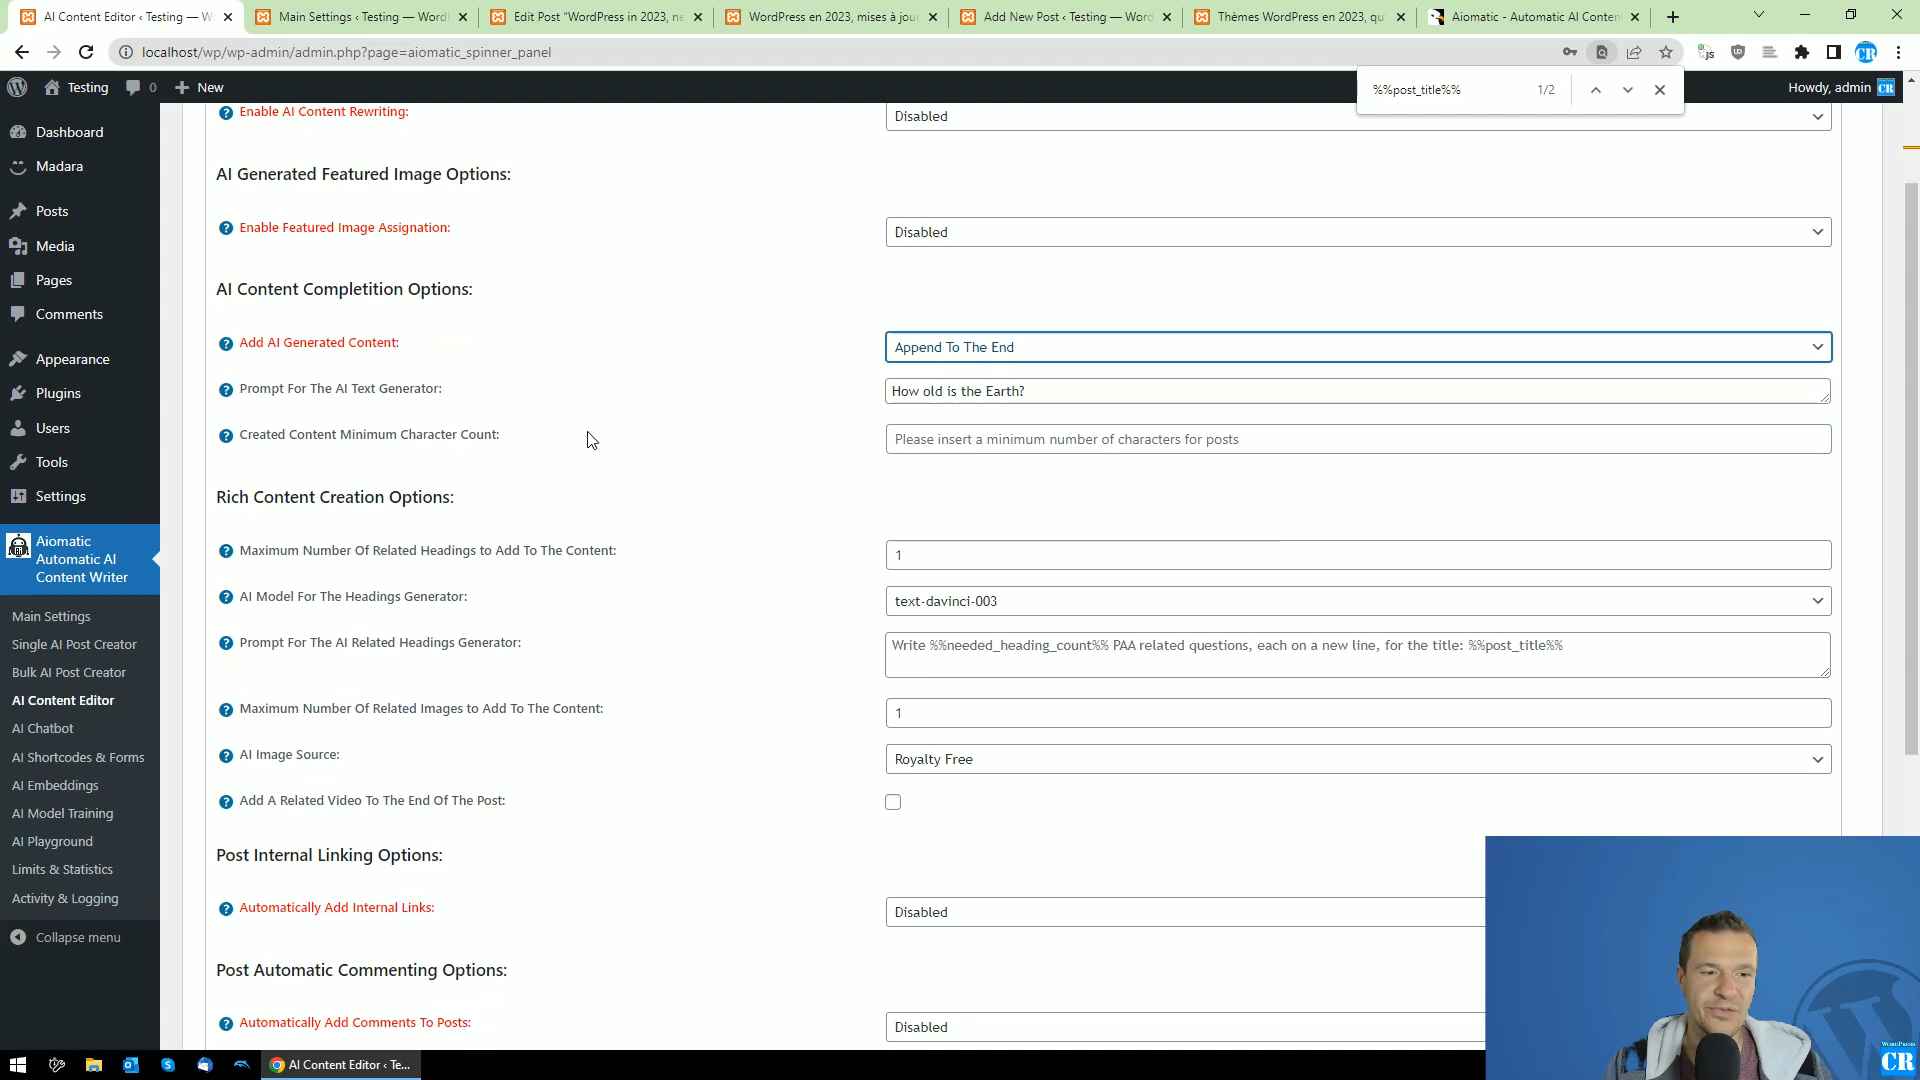 AI Content Editor ‹ Testing — W
Main Settings ‹ Testing — Word
Edit Post “WordPress in 2023, ne
WordPress en 2023, mises à jou
Add New Post ‹ Testing — Word
Thèmes WordPress en 2023, qu
Aiomatic - Automatic AI Conten
localhost/wp/wp-admin/admin.php?page=aiomatic_spinner_panel
%%post_title%%
1/2
Testing
0
New
Howdy, admin
Dashboard
Madara
Posts
Media
Pages
Comments
Appearance
Plugins
Users
Tools
Settings
Aiomatic
Automatic AI
Content Writer
Main Settings
Single AI Post Creator
Bulk AI Post Creator
AI Content Editor
AI Chatbot
AI Shortcodes & Forms
AI Embeddings
AI Model Training
AI Playground
Limits & Statistics
Activity & Logging
Collapse menu
Enable AI Content Rewriting:
Disabled
AI Generated Featured Image Options:
Enable Featured Image Assignation:
Disabled
AI Content Completition Options:
Add AI Generated Content:
Append To The End
Prompt For The AI Text Generator:
How old is the Earth?
Created Content Minimum Character Count:
Please insert a minimum number of characters for posts
Rich Content Creation Options:
Maximum Number Of Related Headings to Add To The Content:
1
AI Model For The Headings Generator:
text-davinci-003
Prompt For The AI Related Headings Generator:
Write %%needed_heading_count%% PAA related questions, each on a new line, for the title: %%post_title%%
Maximum Number Of Related Images to Add To The Content:
1
AI Image Source:
Royalty Free
Add A Related Video To The End Of The Post:
Post Internal Linking Options:
Automatically Add Internal Links:
Disabled
Post Automatic Commenting Options:
Automatically Add Comments To Posts:
Disabled
AI Content Editor ‹ Te...
WordPress
CR